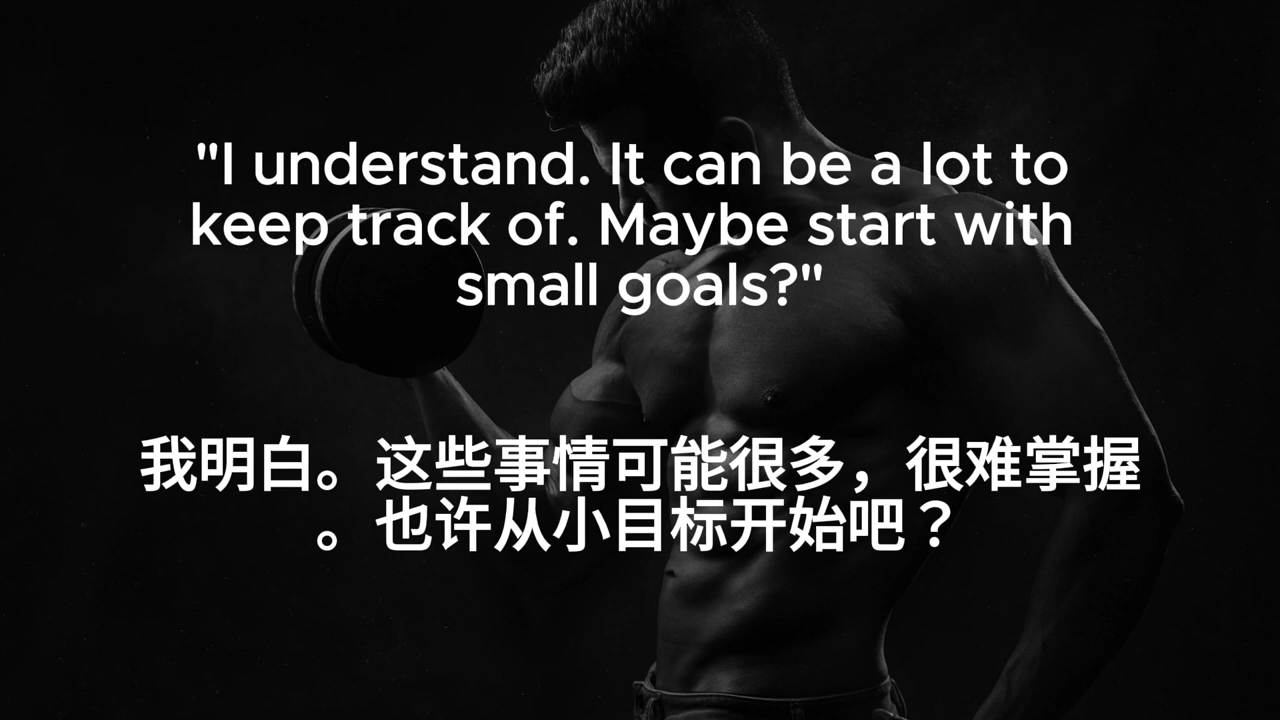 "I understand. It can be a lot to
keep track of. Maybe start with
small goals?"
我明白。这些事情可能很多，很难掌握
。也许从小目标开始吧？